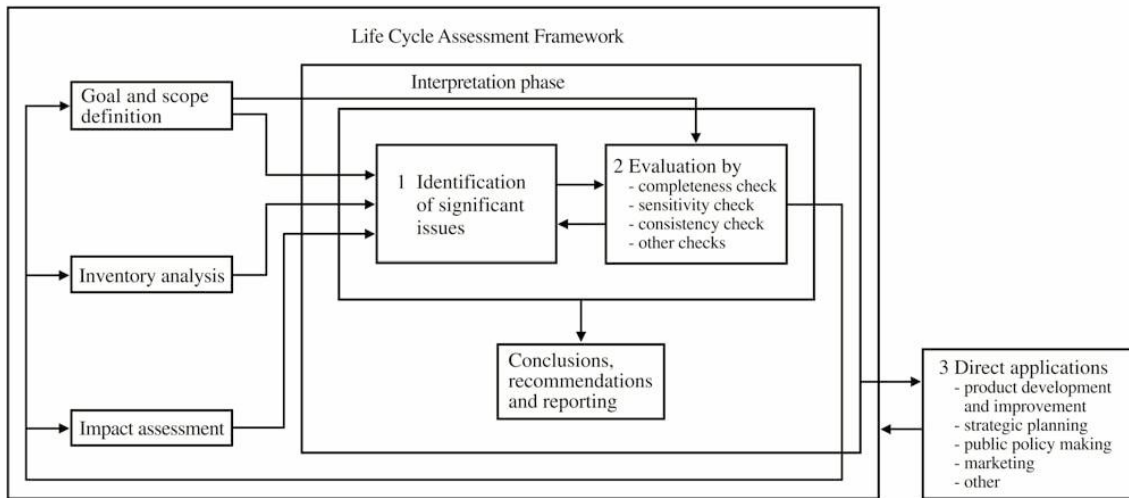 Life Cycle Assessment Framework
Interpretation phase
Goal and scope
definition
1 Identification
of significant
issues
2 Evaluation by
- completeness check
- sensitivity check
- consistency check
- other checks
Inventory analysis
Conclusions,
recommendations
and reporting
Impact assessment
3 Direct applications
- product development
and improvement
- strategic planning
- public policy making
- marketing
- other